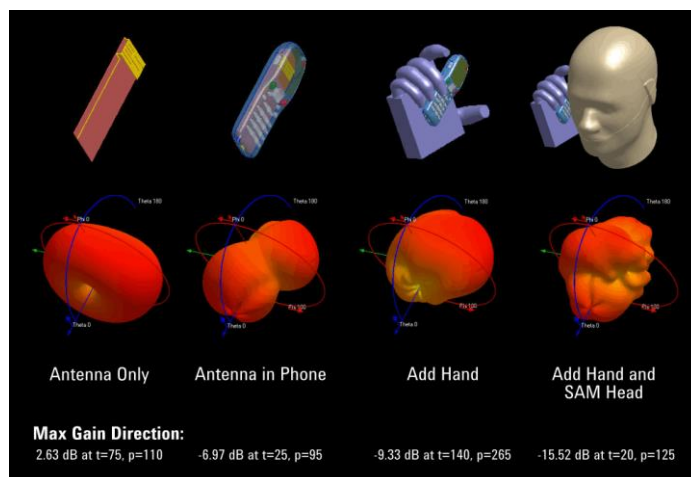 Theta 180
Phi 0
Theta 0
Theta 180
Phi 0
Theta 0
Theta 180
Phi 0
Theta 0
Theta 180
Phi 0
Theta 0
Antenna Only
Antenna in Phone
Add Hand
Add Hand and
SAM Head
Max Gain Direction:
2.63 dB at t=75, p=110
-6.97 dB at t=25, p=95
-9.33 dB at t=140, p=265
-15.52 dB at t=20, p=125